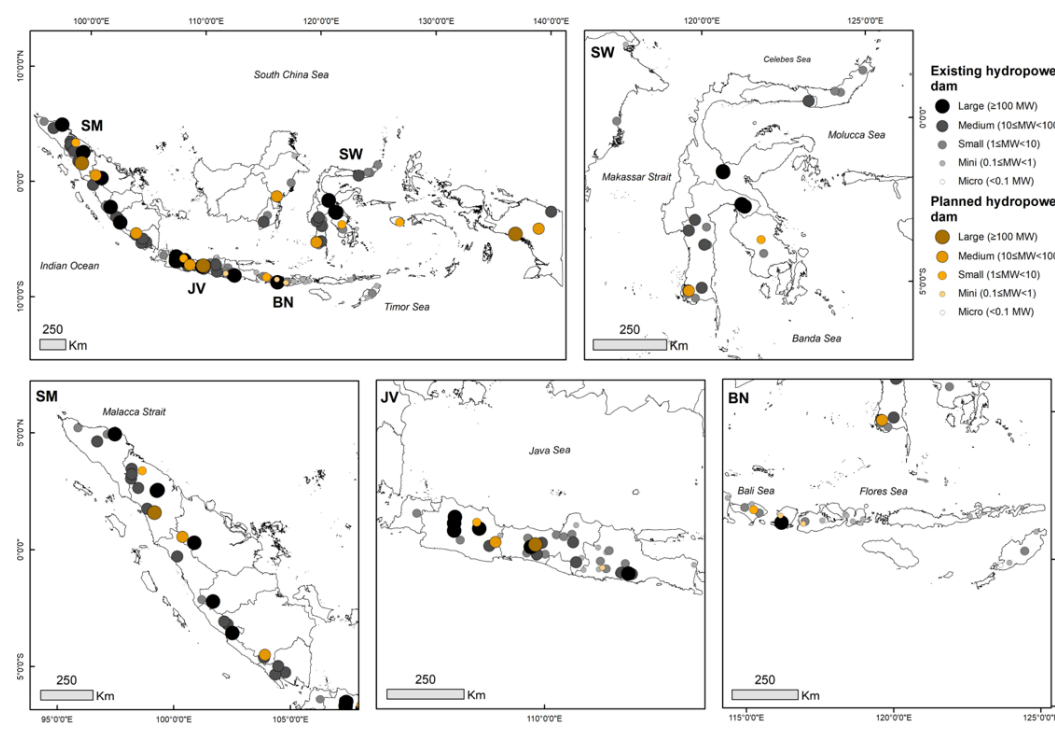 100°0'0"E 110°0'0"E 120°0'0"E 130°0'0"E 140°0'0"E
10°0'0"N
0°0'0"
10°0'0"S
South China Sea
SM
SW
JV
BN
Indian Ocean
Timor Sea
250
Km
120°0'0"E 125°0'0"E
SW
Celebes Sea
Molucca Sea
Makassar Strait
Banda Sea
250
Km
0°0'0"
5°0'0"S
Existing hydropowe
dam
Large (≥100 MW)
Medium (10≤MW<100
Small (1≤MW<10)
Mini (0.1≤MW<1)
Micro (<0.1 MW)
Planned hydropowe
dam
Large (≥100 MW)
Medium (10≤MW<100
Small (1≤MW<10)
Mini (0.1≤MW<1)
Micro (<0.1 MW)
SM
Malacca Strait
5°0'0"N
0°0'0"
5°0'0"S
250
Km
95°0'0"E 100°0'0"E 105°0'0"E
JV
Java Sea
250
Km
110°0'0"E
BN
Bali Sea
Flores Sea
250
Km
115°0'0"E 120°0'0"E 125°0'0"E